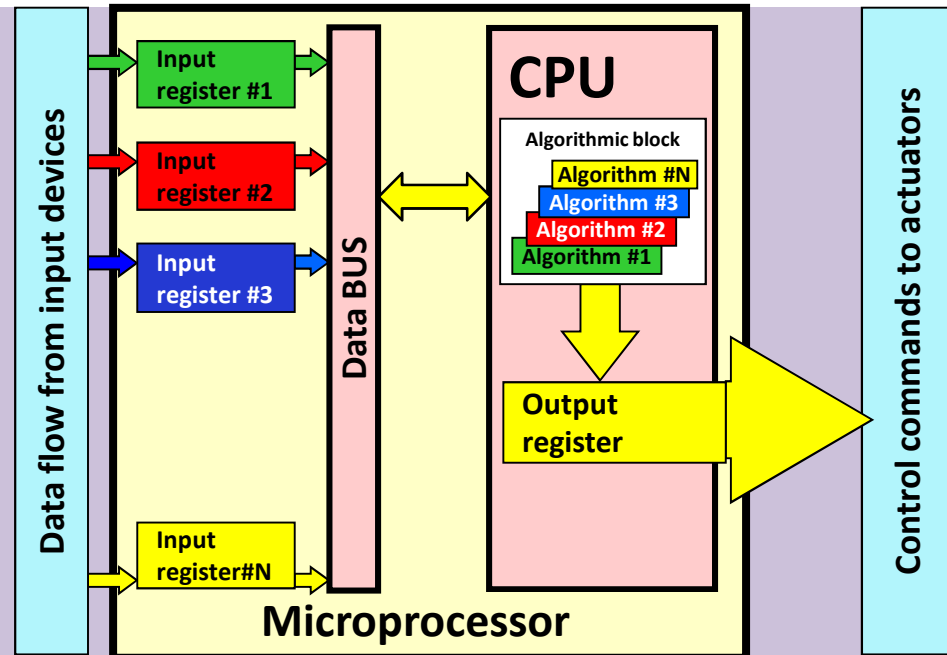 Data flow from input devices
Input
register #1
Input
register #2
Input
register #3
Input
register#N
Data BUS
CPU
Algorithmic block
Algorithm #N
Algorithm #3
Algorithm #2
Algorithm #1
Output
register
Microprocessor
Control commands to actuators